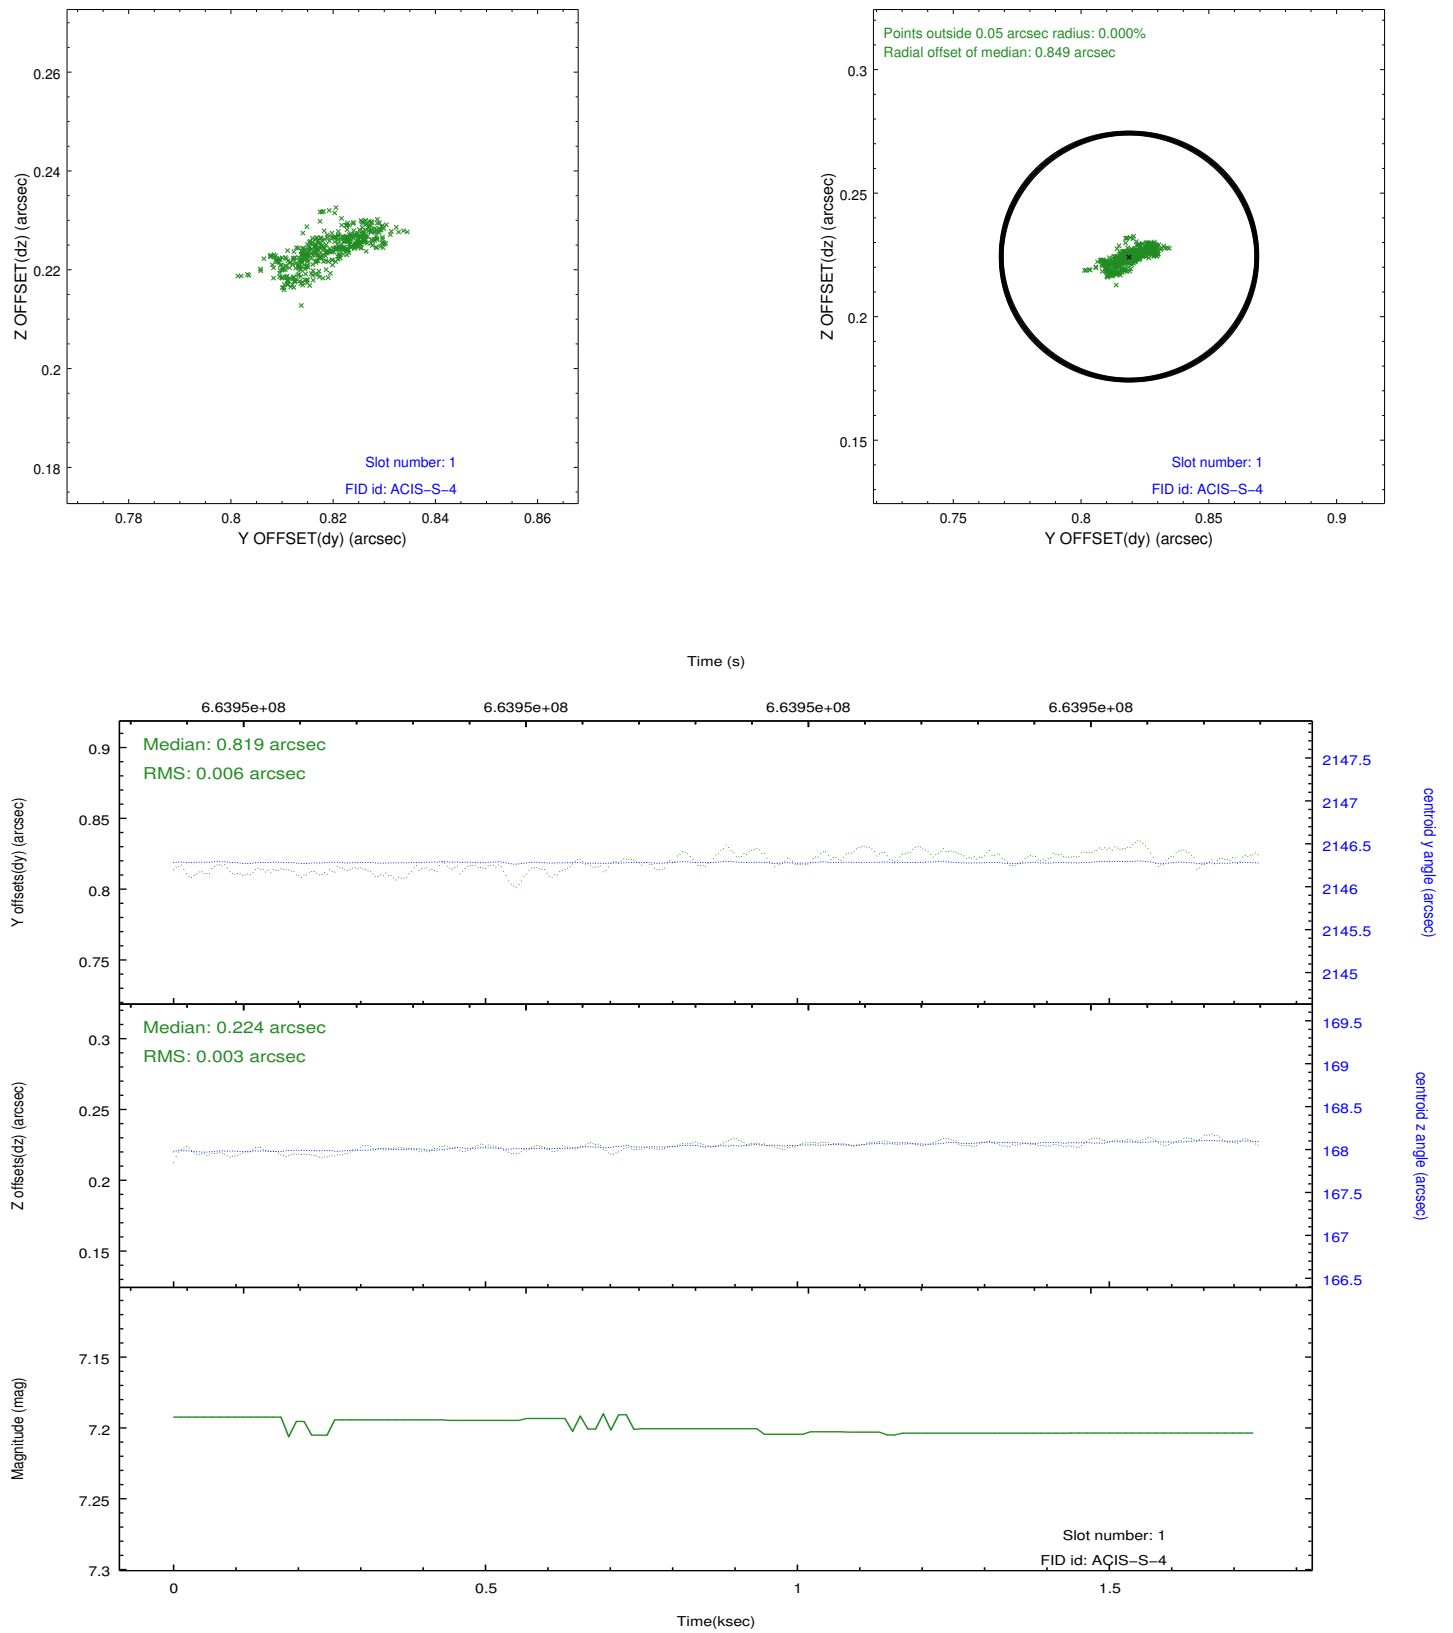 0.26
0.24
0.22
0.2
0.18
Z OFFSET(dz) (arcsec)
Slot number: 1
FID id: ACIS−S−4
0.78 0.8 0.82 0.84 0.86
Y OFFSET(dy) (arcsec)
Points outside 0.05 arcsec radius: 0.000%
Radial offset of median: 0.849 arcsec
0.3
0.25
0.2
0.15
Z OFFSET(dz) (arcsec)
Slot number: 1
FID id: ACIS−S−4
0.75 0.8 0.85 0.9
Y OFFSET(dy) (arcsec)
Time (s)
6.6395e+08 6.6395e+08 6.6395e+08 6.6395e+08
Median: 0.819 arcsec
RMS: 0.006 arcsec
0.9
0.85
0.8
0.75
Y offsets(dy) (arcsec)
2147.5
2147
2146.5
2146
2145.5
2145
centroid y angle (arcsec)
Median: 0.224 arcsec
RMS: 0.003 arcsec
0.3
0.25
0.2
0.15
Z offsets(dz) (arcsec)
169.5
169
168.5
168
167.5
167
166.5
centroid z angle (arcsec)
7.15
7.2
7.25
7.3
Magnitude (mag)
Slot number: 1
FID id: ACIS−S−4
0 0.5 1 1.5
Time(ksec)